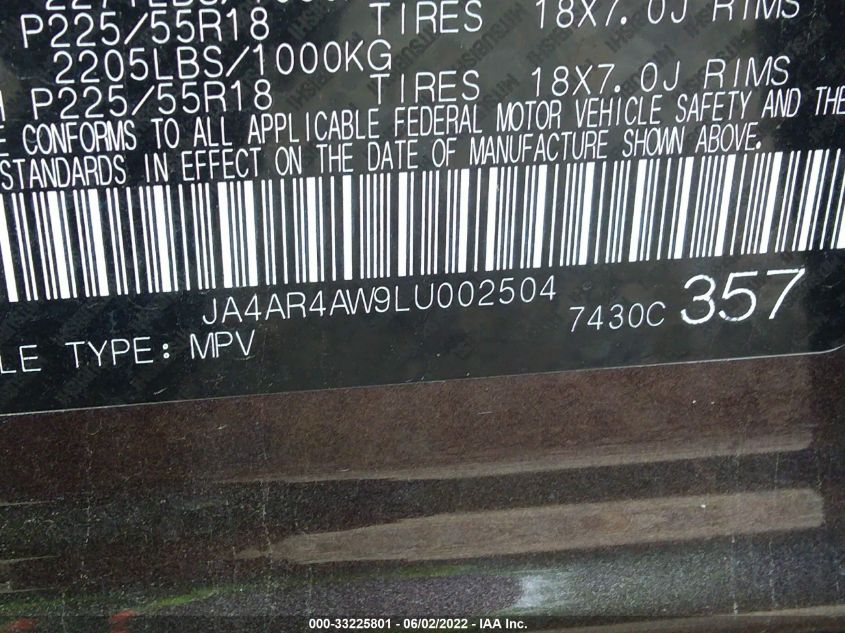 P225/55R18 TIRES 18X7.0J RIMS
2205LBS/1000KG
P225/55R18 TIRES 18X7.0J RIMS
CONFORMS TO ALL APPLICABLE FEDERAL MOTOR VEHICLE SAFETY AND THE
STANDARDS IN EFFECT ON THE DATE OF MANUFACTURE SHOWN ABOVE.
JA4AR4AW9LU002504
7430C 357
LE TYPE: MPV
000-33225801 - 06/02/2022 - © IAA Inc.